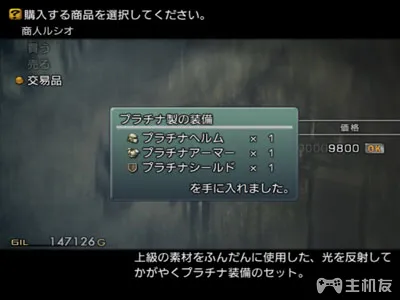 購入する商品を選択してください。
商人ルシオ
買う
売る
交易品
プラチナ製の装備
プラチナヘルム × 1
プラチナアーマー × 1
プラチナシールド × 1
を手に入れました。
価格
9800 OK
GIL 147126 G
上級の素材をふんだんに使用した、光を反射して
かがやくプラチナ装備のセット。
主机友